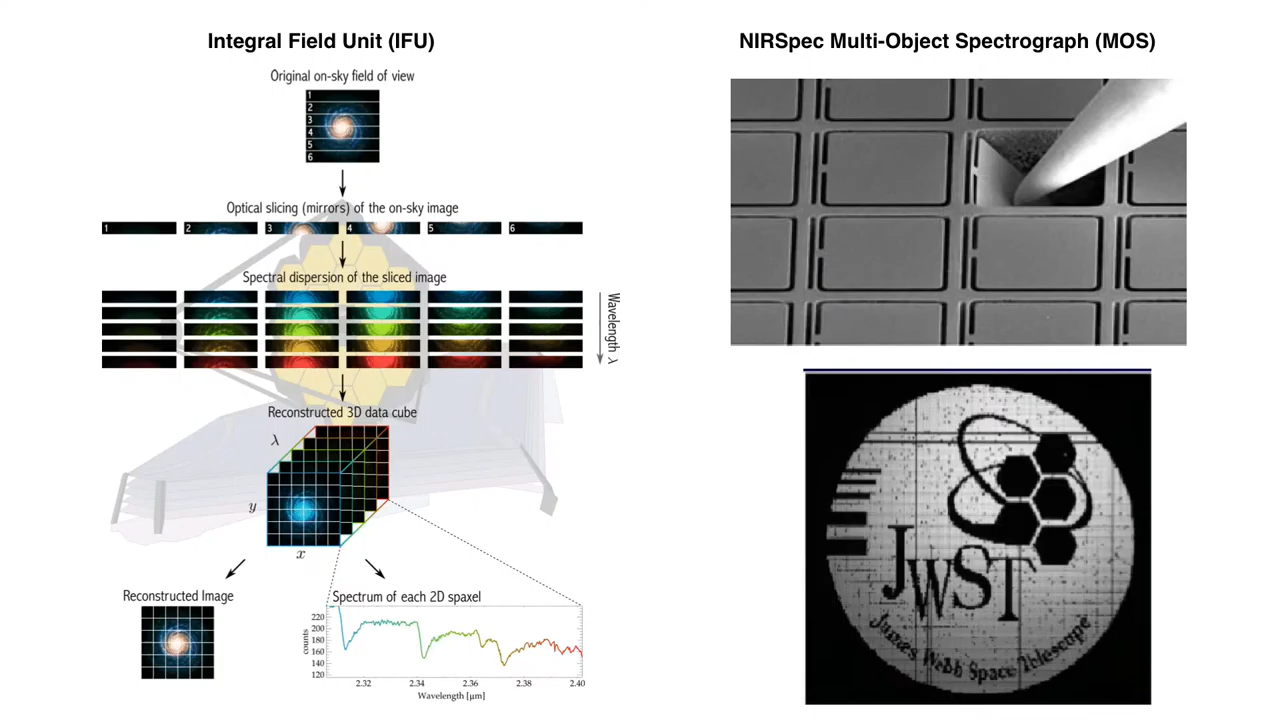 Integral Field Unit (IFU)
Original on-sky field of view
1
2
3
4
5
6
Optical slicing (mirrors) of the on-sky image
1 2 3 4 5 6
Spectral dispersion of the sliced image
Wavelength λ
Reconstructed 3D data cube
λ
y
x
Reconstructed Image
Spectrum of each 2D spaxel
counts
220
200
180
160
140
120
2.32 2.34 2.36 2.38 2.40
Wavelength [μm]
NIRSpec Multi-Object Spectrograph (MOS)
JWST
James Webb Space Telescope